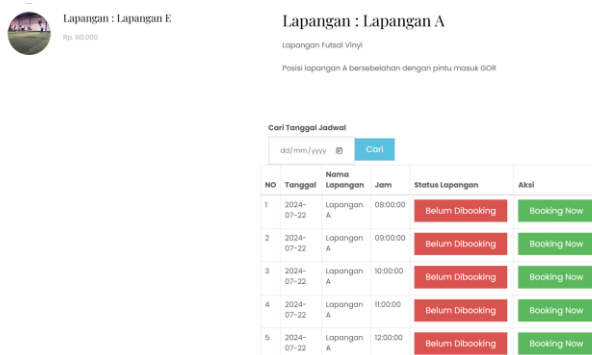 Lapangan : Lapangan E
Rp. 80.000
Lapangan : Lapangan A
Lapangan Futsal Vinyl
Posisi lapangan A bersebelahan dengan pintu masuk GOR
Cari Tanggal Jadwal
dd/mm/yyyy Cari
NO Tanggal Nama Lapangan Jam Status Lapangan Aksi
1 2024-07-22 Lapangan A 08:00:00 Belum Dibooking Booking Now
2 2024-07-22 Lapangan A 09:00:00 Belum Dibooking Booking Now
3 2024-07-22 Lapangan A 10:00:00 Belum Dibooking Booking Now
4 2024-07-22 Lapangan A 11:00:00 Belum Dibooking Booking Now
5 2024-07-22 Lapangan A 12:00:00 Belum Dibooking Booking Now